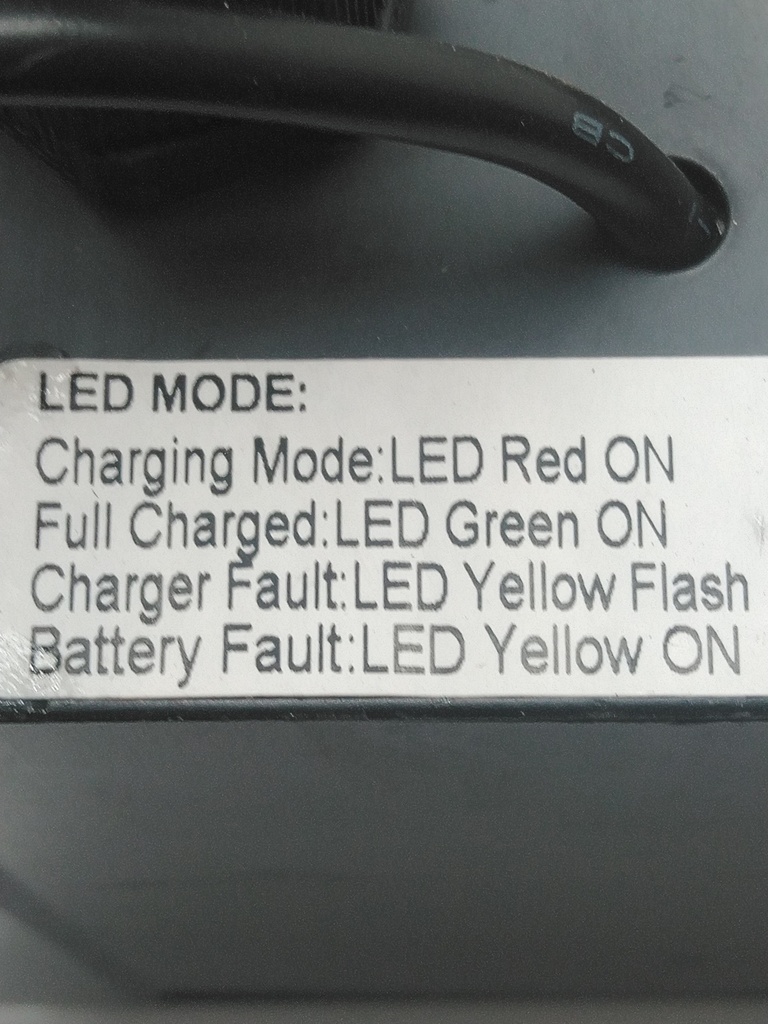 CB
LED MODE:
Charging Mode:LED Red ON
Full Charged:LED Green ON
Charger Fault:LED Yellow Flash
Battery Fault:LED Yellow ON